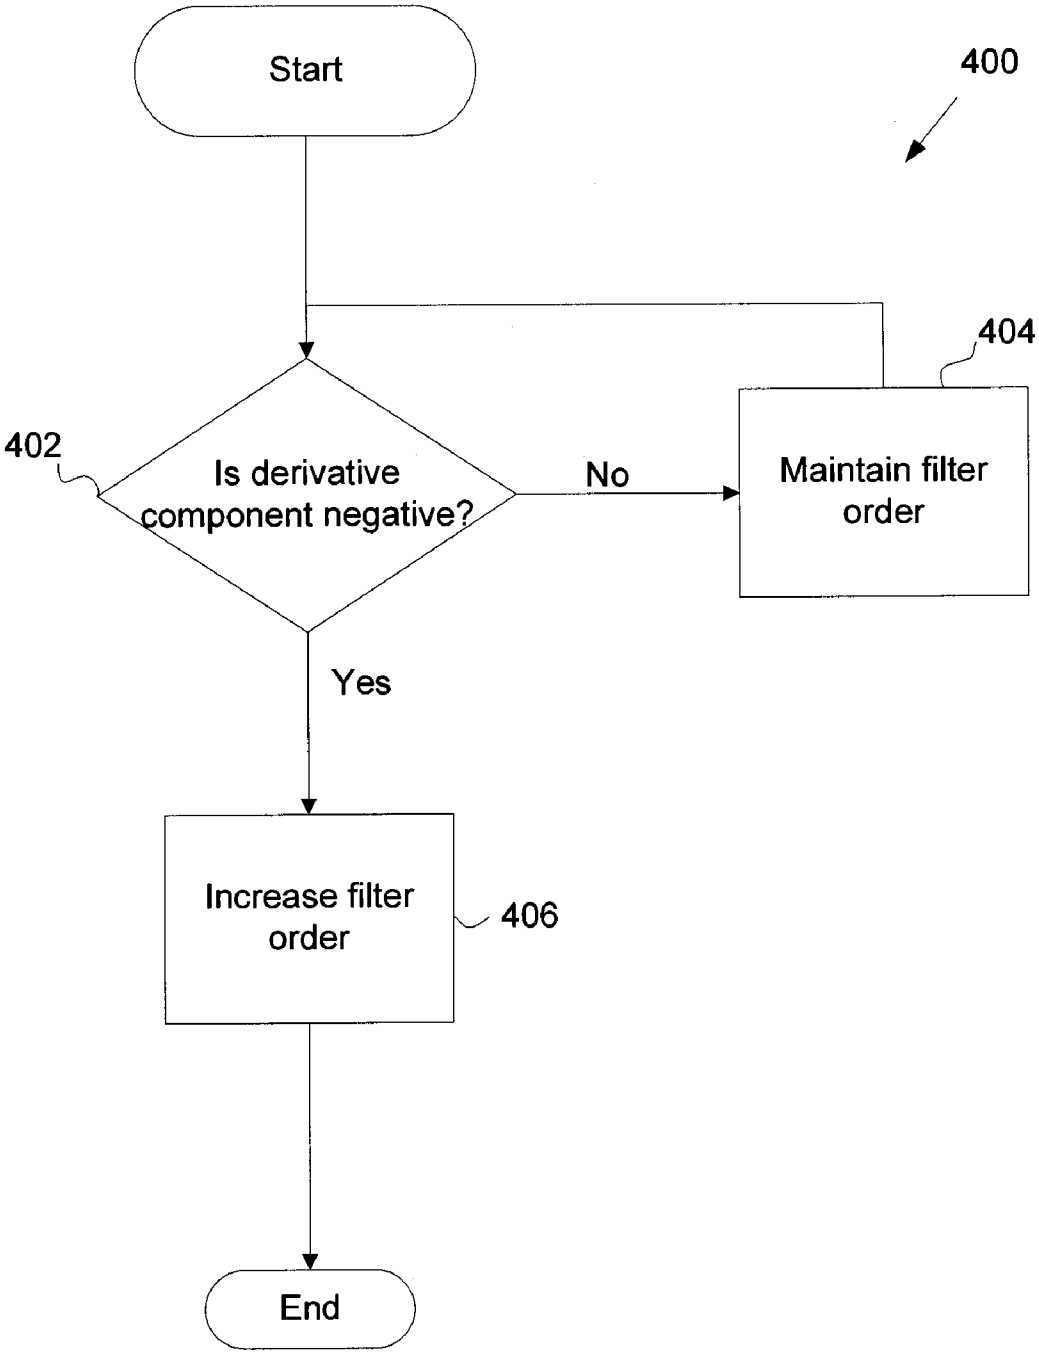 Start
400
404
402
Is derivative
component negative?
No
Maintain filter
order
Yes
Increase filter
order
406
End